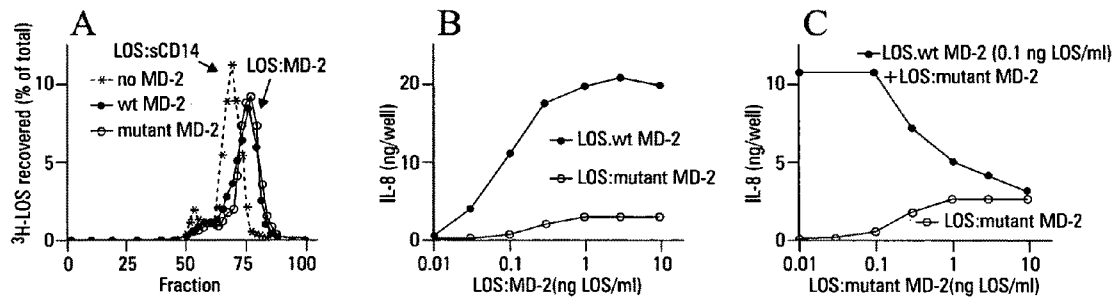 A
LOS:sCD14
LOS:MD-2
no MD-2
wt MD-2
mutant MD-2
³H-LOS recovered (% of total)
10
5
0
0 25 50 75 100
Fraction
B
IL-8 (ng/well)
20
10
0
LOS.wt MD-2
LOS:mutant MD-2
0.01 0.1 1 10
LOS:MD-2(ng LOS/ml)
C
LOS.wt MD-2 (0.1 ng LOS/ml)
+LOS:mutant MD-2
IL-8 (ng/well)
10
5
0
LOS:mutant MD-2
0.01 0.1 1 10
LOS:mutant MD-2(ng LOS/ml)